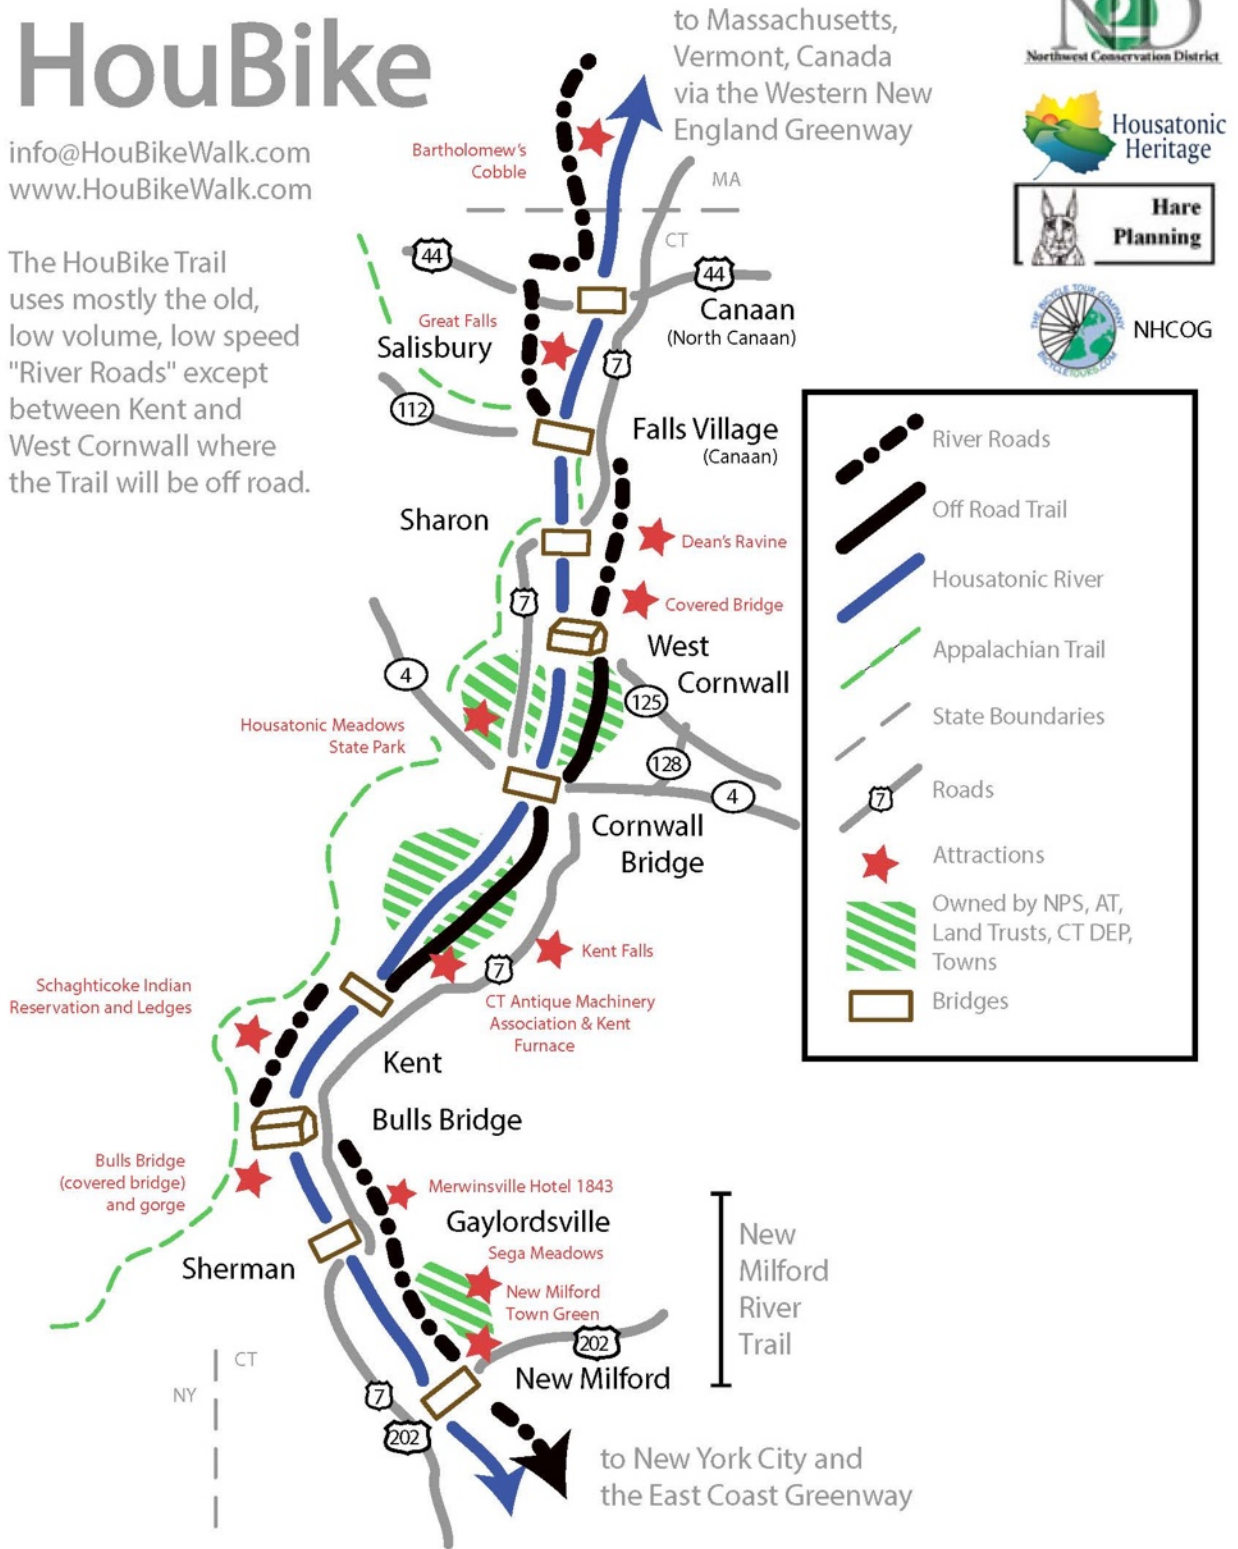 HouBike
info@HouBikeWalk.com
www.HouBikeWalk.com
The HouBike Trail
uses mostly the old,
low volume, low speed
"River Roads" except
between Kent and
West Cornwall where
the Trail will be off road.
to Massachusetts,
Vermont, Canada
via the Western New
England Greenway
Northwest Conservation District
Housatonic
Heritage
Hare
Planning
THE BICYCLE TOUR COMPANY
BICYCLETOURS.COM
NHCOG
Bartholomew's
Cobble
MA
CT
44
44
Canaan
(North Canaan)
Great Falls
Salisbury
7
112
Falls Village
(Canaan)
Sharon
Dean's Ravine
7
Covered Bridge
West
Cornwall
4
125
Housatonic Meadows
State Park
128
4
Cornwall
Bridge
Kent Falls
7
Schaghticoke Indian
Reservation and Ledges
CT Antique Machinery
Association & Kent
Furnace
Kent
Bulls Bridge
Bulls Bridge
(covered bridge)
and gorge
Merwinsville Hotel 1843
Gaylordsville
Sega Meadows
Sherman
New Milford
Town Green
202
New Milford
7
202
CT
NY
New
Milford
River
Trail
to New York City and
the East Coast Greenway
River Roads
Off Road Trail
Housatonic River
Appalachian Trail
State Boundaries
7
Roads
Attractions
Owned by NPS, AT,
Land Trusts, CT DEP,
Towns
Bridges